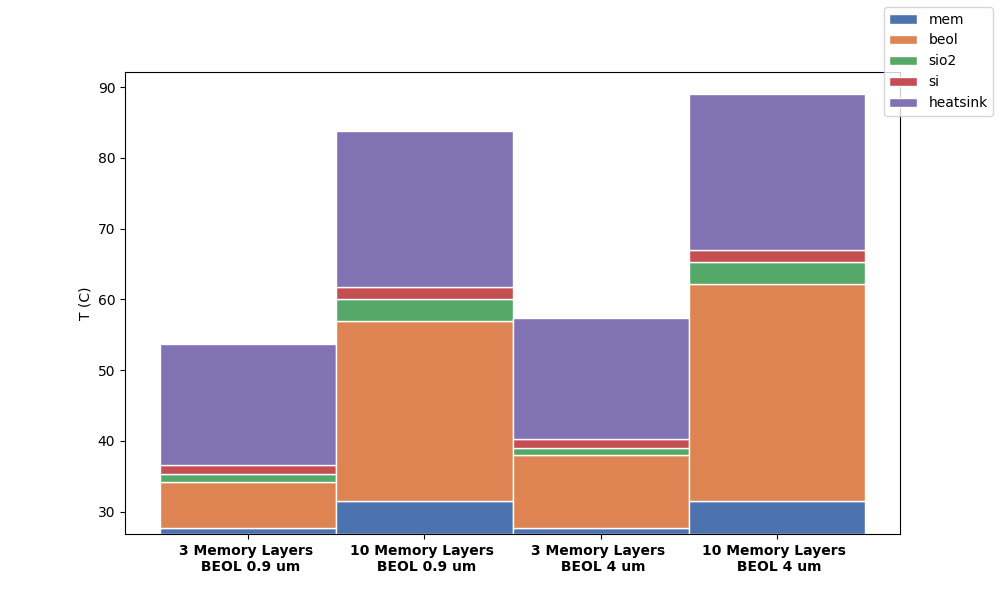 mem
beol
sio2
si
heatsink
90
80
70
60
50
40
30
T (C)
3 Memory Layers
BEOL 0.9 um
10 Memory Layers
BEOL 0.9 um
3 Memory Layers
BEOL 4 um
10 Memory Layers
BEOL 4 um